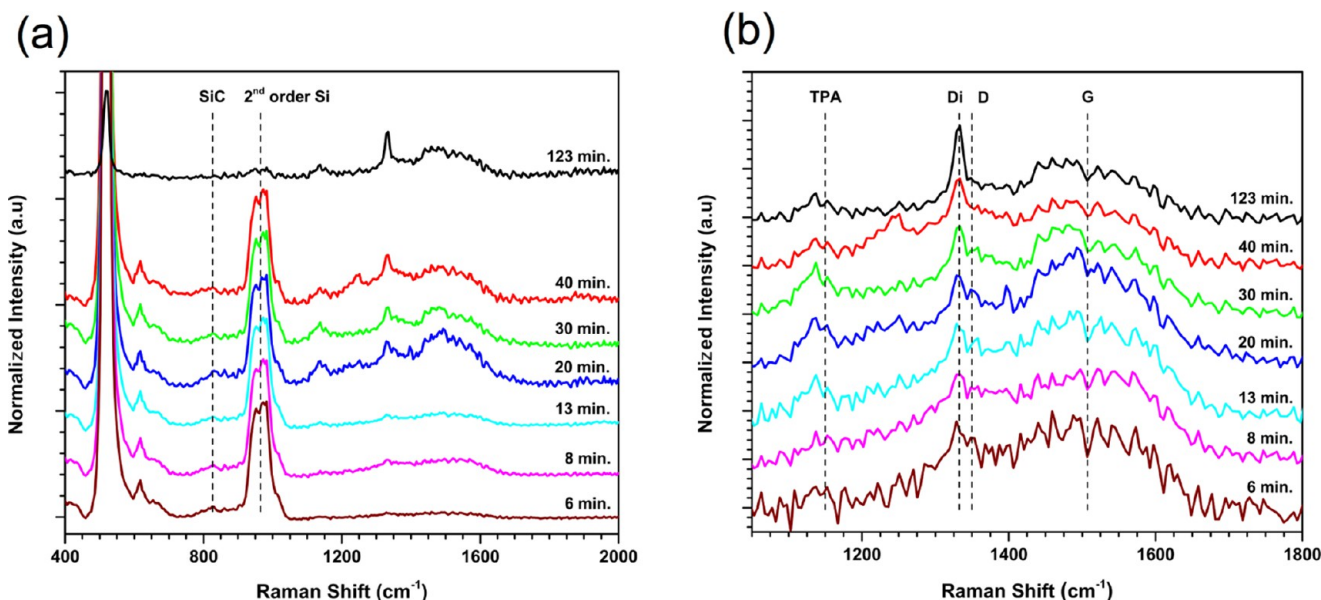 (a)
SiC 2nd order Si
123 min.
40 min.
30 min.
20 min.
13 min.
8 min.
6 min.
Normalized Intensity (a.u)
400 800 1200 1600 2000
Raman Shift (cm-1)
(b)
TPA Di D G
123 min.
40 min.
30 min.
20 min.
13 min.
8 min.
6 min.
Normalized Intensity (a.u)
1200 1400 1600 1800
Raman Shift (cm-1)